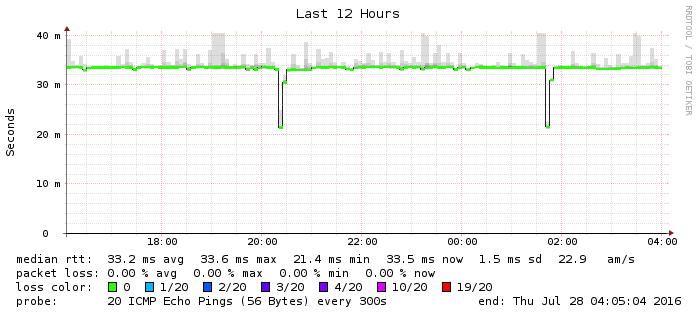 Last 12 Hours
RRDTOOL / TOBI OETIKER
Seconds
40 m
30 m
20 m
10 m
0
18:00 20:00 22:00 00:00 02:00 04:00
median rtt: 33.2 ms avg 33.6 ms max 21.4 ms min 33.5 ms now 1.5 ms sd 22.9 am/s
packet loss: 0.00 % avg 0.00 % max 0.00 % min 0.00 % now
loss color: 0 1/20 2/20 3/20 4/20 10/20 19/20
probe: 20 ICMP Echo Pings (56 Bytes) every 300s end: Thu Jul 28 04:05:04 2016